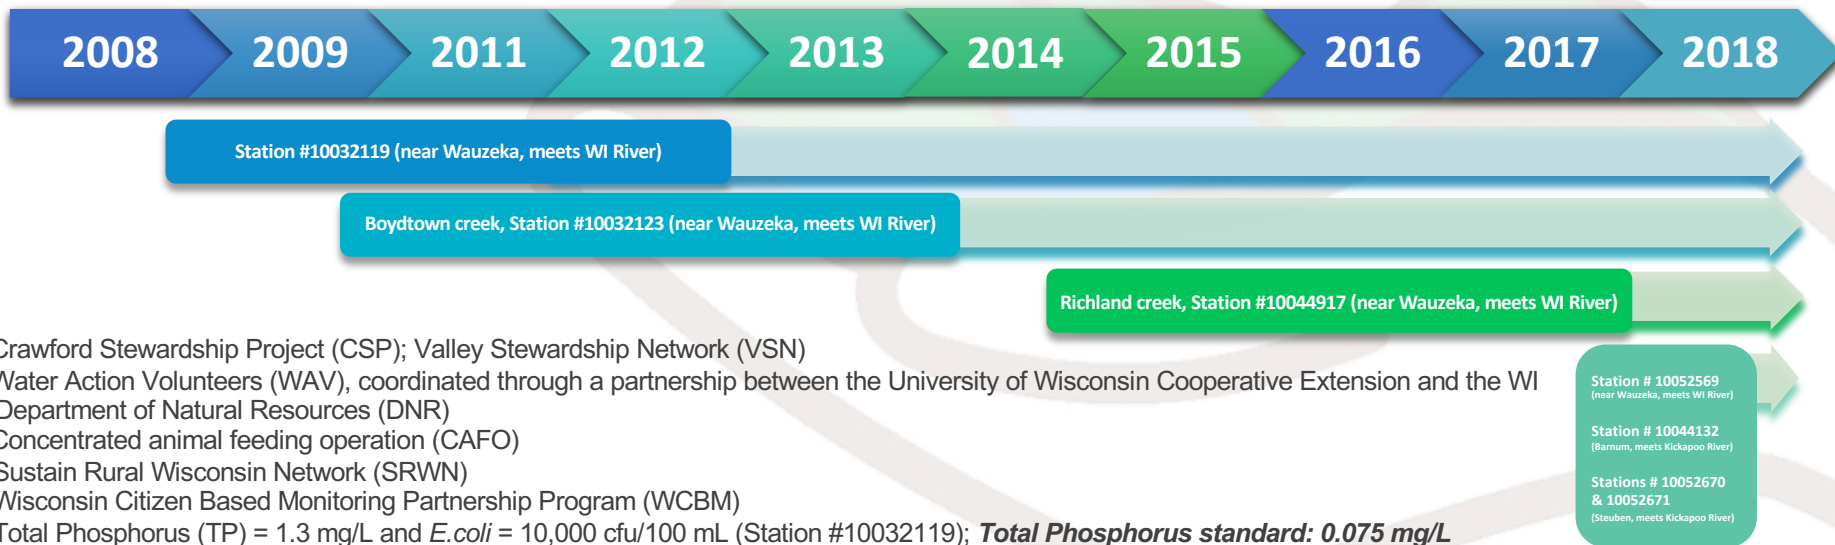 2008 2009 2011 2012 2013 2014 2015 2016 2017 2018
Station #10032119 (near Wauzeka, meets WI River)
Boydtown creek, Station #10032123 (near Wauzeka, meets WI River)
Richland creek, Station #10044917 (near Wauzeka, meets WI River)
Crawford Stewardship Project (CSP); Valley Stewardship Network (VSN)
Water Action Volunteers (WAV), coordinated through a partnership between the University of Wisconsin Cooperative Extension and the WI
Department of Natural Resources (DNR)
Concentrated animal feeding operation (CAFO)
Sustain Rural Wisconsin Network (SRWN)
Wisconsin Citizen Based Monitoring Partnership Program (WCBM)
Total Phosphorus (TP) = 1.3 mg/L and E.coli = 10,000 cfu/100 mL (Station #10032119); Total Phosphorus standard: 0.075 mg/L
Station # 10052569
(near Wauzeka, meets WI River)
Station # 10044132
(Barnum, meets Kickapoo River)
Stations # 10052670
& 10052671
(Steuben, meets Kickapoo River)